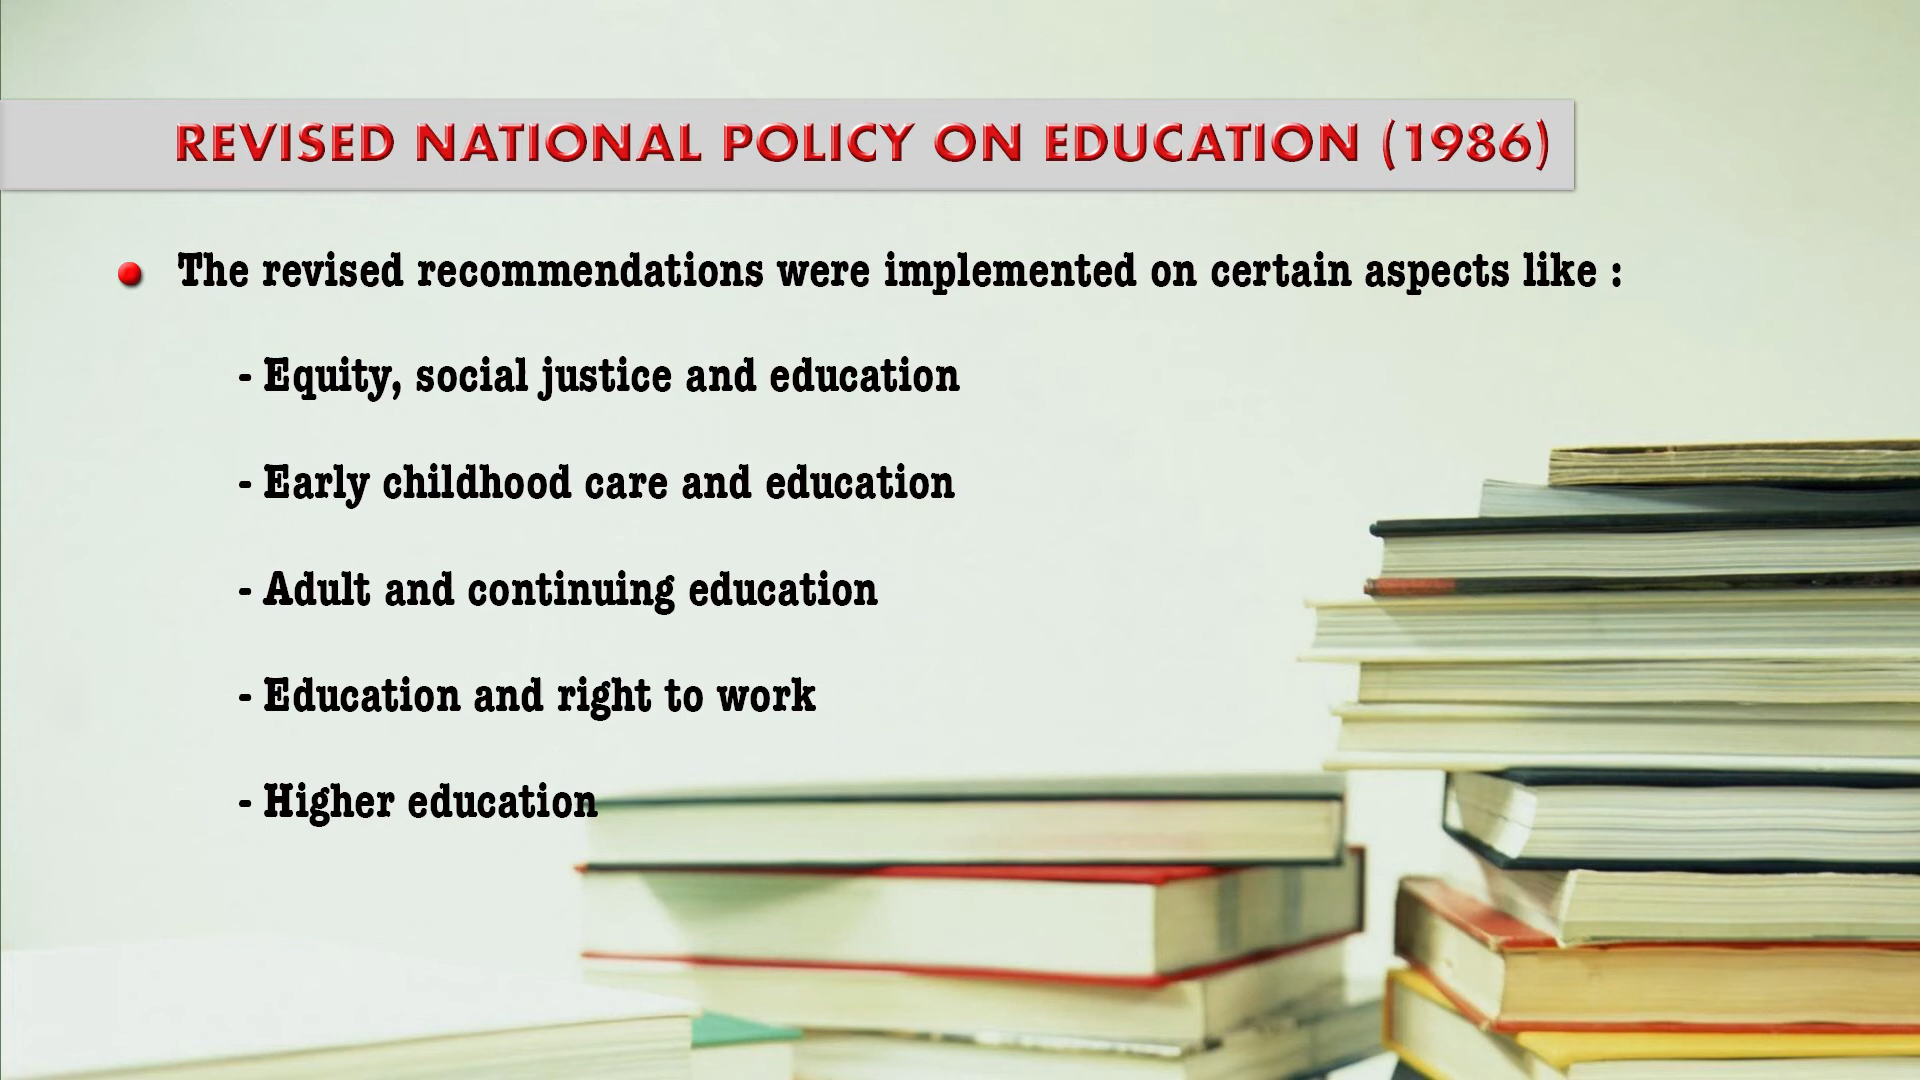 REVISED NATIONAL POLICY ON EDUCATION (1986)
The revised recommendations were implemented on certain aspects like :
- Equity, social justice and education
- Early childhood care and education
- Adult and continuing education
- Education and right to work
- Higher education